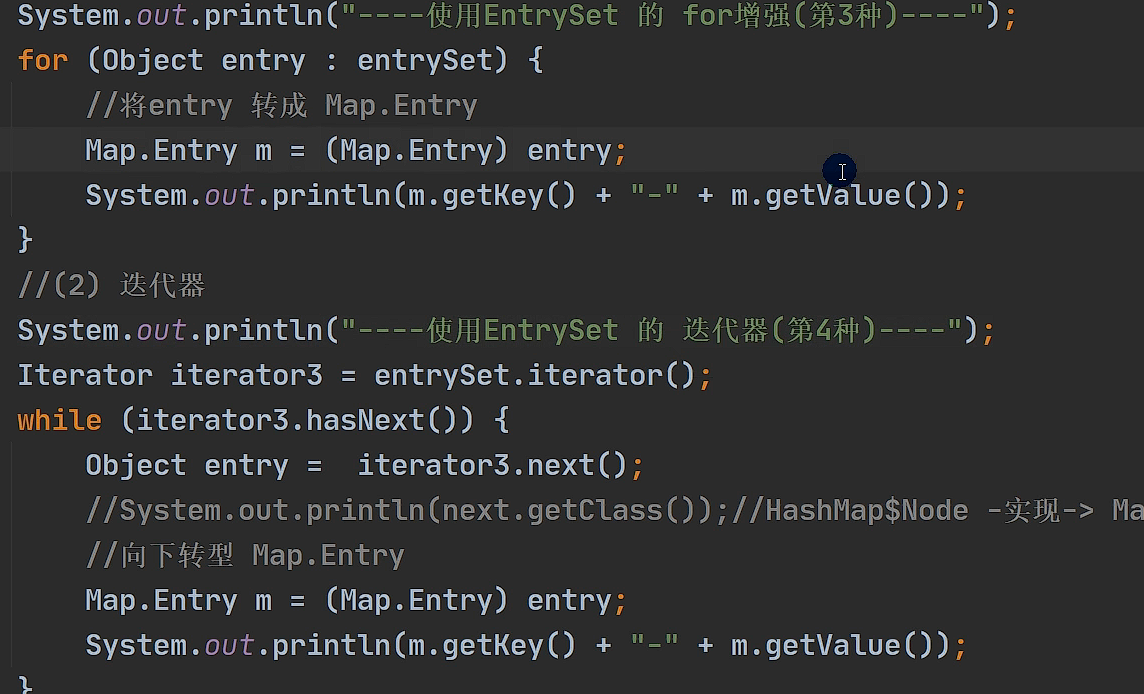 System.out.println("----使用EntrySet 的 for增强(第3种)----");
for (Object entry : entrySet) {
//将entry 转成 Map.Entry
Map.Entry m = (Map.Entry) entry;
System.out.println(m.getKey() + "-" + m.getValue());
}
//(2) 迭代器
System.out.println("----使用EntrySet 的 迭代器(第4种)----");
Iterator iterator3 = entrySet.iterator();
while (iterator3.hasNext()) {
Object entry =  iterator3.next();
//System.out.println(next.getClass());//HashMap$Node -实现-> Ma
//向下转型 Map.Entry
Map.Entry m = (Map.Entry) entry;
System.out.println(m.getKey() + "-" + m.getValue());
}